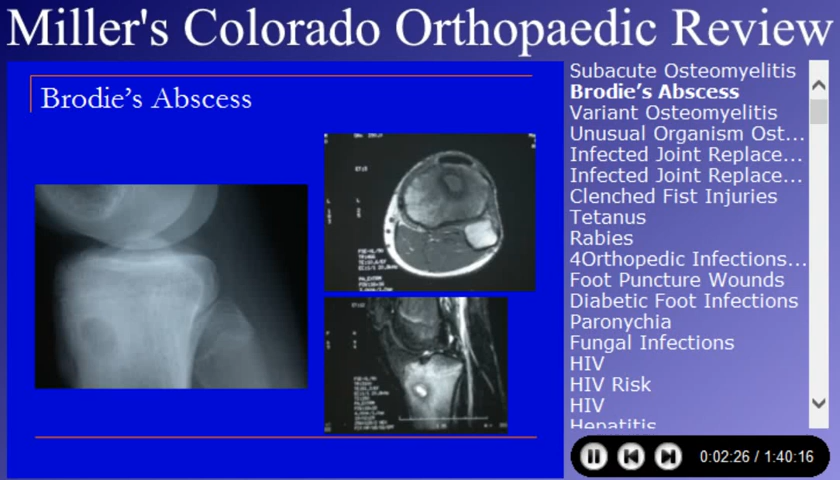 Miller's Colorado Orthopaedic Review
Brodie's Abscess
Subacute Osteomyelitis
Brodie's Abscess
Variant Osteomyelitis
Unusual Organism Ost...
Infected Joint Replace...
Infected Joint Replace...
Clenched Fist Injuries
Tetanus
Rabies
4Orthopedic Infections...
Foot Puncture Wounds
Diabetic Foot Infections
Paronychia
Fungal Infections
HIV
HIV Risk
HIV
Hepatitis
0:02:26 / 1:40:16